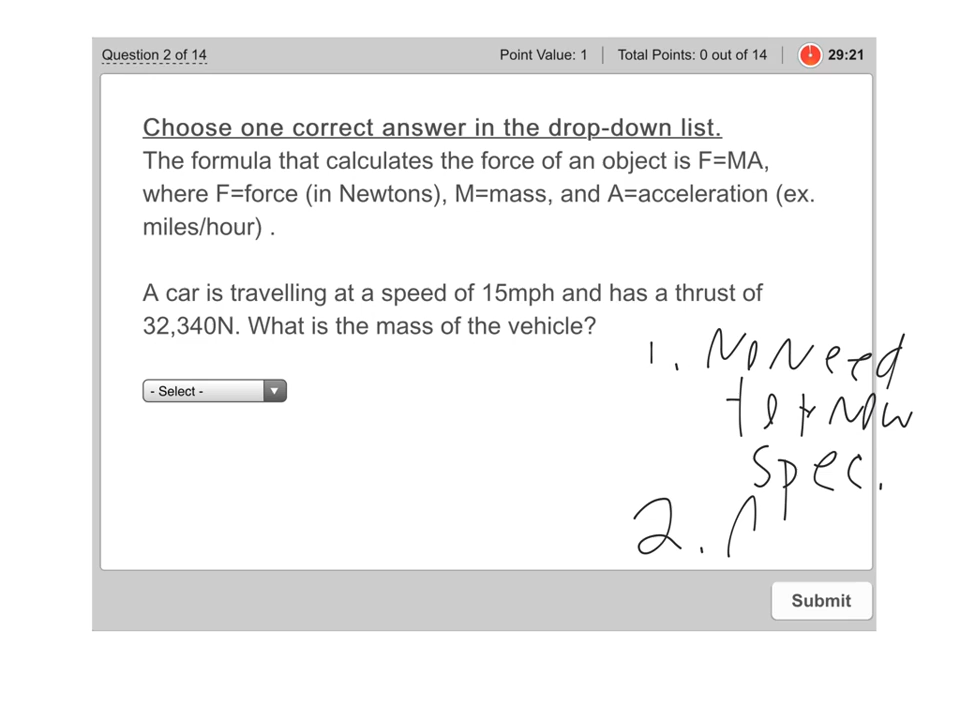 Question 2 of 14 Point Value: 1 | Total Points: 0 out of 14 | 29:21
Choose one correct answer in the drop-down list.
The formula that calculates the force of an object is F=MA,
where F=force (in Newtons), M=mass, and A=acceleration (ex.
miles/hour) .
A car is travelling at a speed of 15mph and has a thrust of
32,340N. What is the mass of the vehicle?
- Select -
1. No Need
spec.
2.
Submit